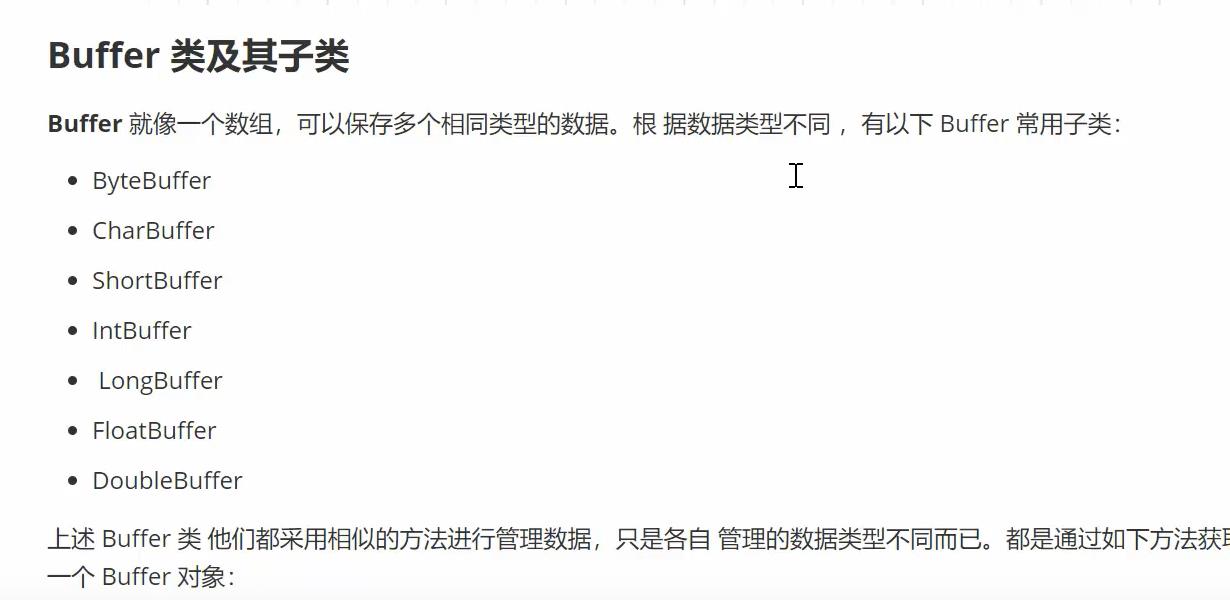 Buffer 类及其子类
Buffer 就像一个数组，可以保存多个相同类型的数据。根 据数据类型不同 ，有以下 Buffer 常用子类：
ByteBuffer
CharBuffer
ShortBuffer
IntBuffer
LongBuffer
FloatBuffer
DoubleBuffer
上述 Buffer 类 他们都采用相似的方法进行管理数据，只是各自 管理的数据类型不同而已。都是通过如下方法获取
一个 Buffer 对象：